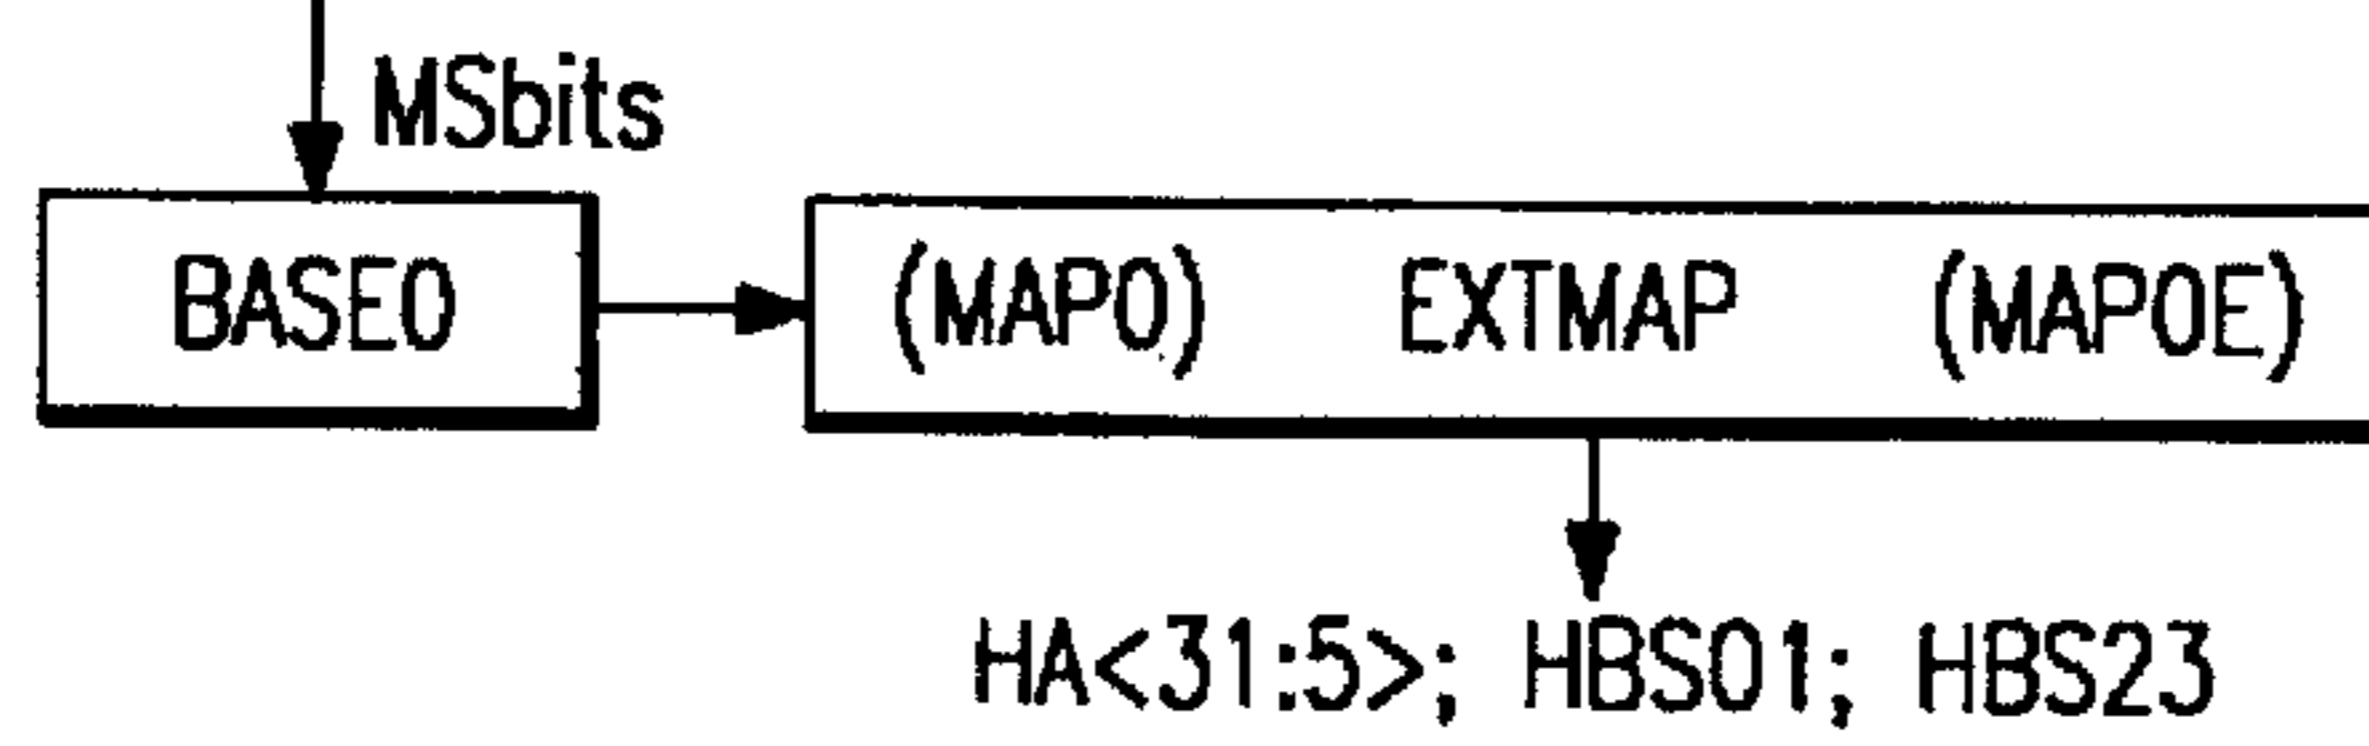 MSbits
BASE0
(MAP0) EXTMAP (MAP0E)
HA<31:5>; HBS01; HBS23